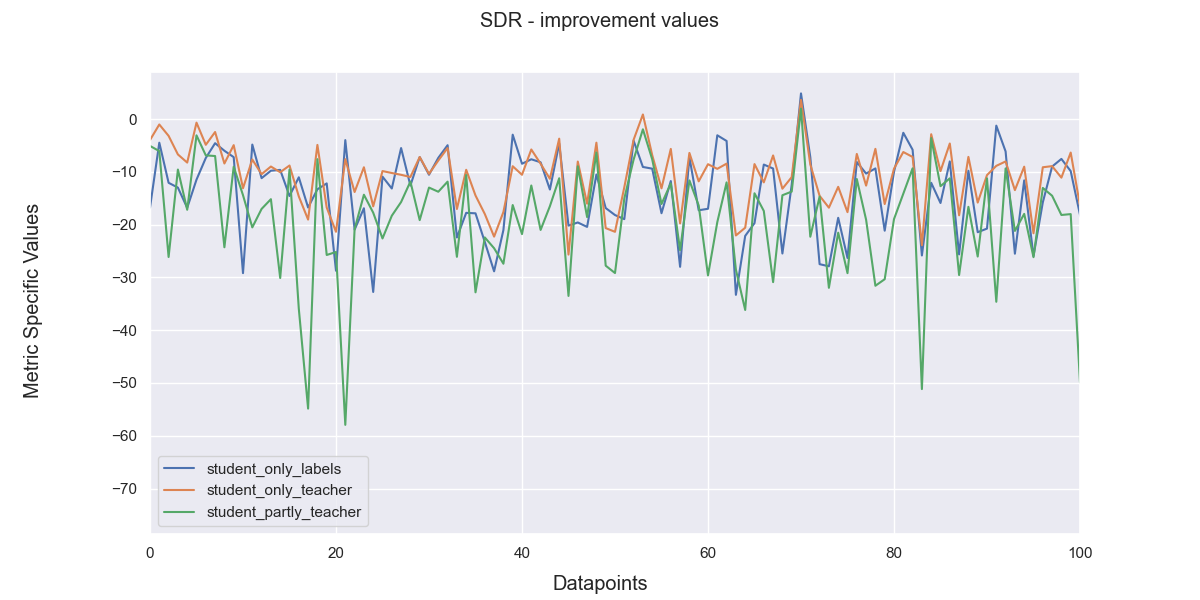 SDR - improvement values
Metric Specific Values
0
−10
−20
−30
−40
−50
−60
−70
student_only_labels
student_only_teacher
student_partly_teacher
0 20 40 60 80 100
Datapoints